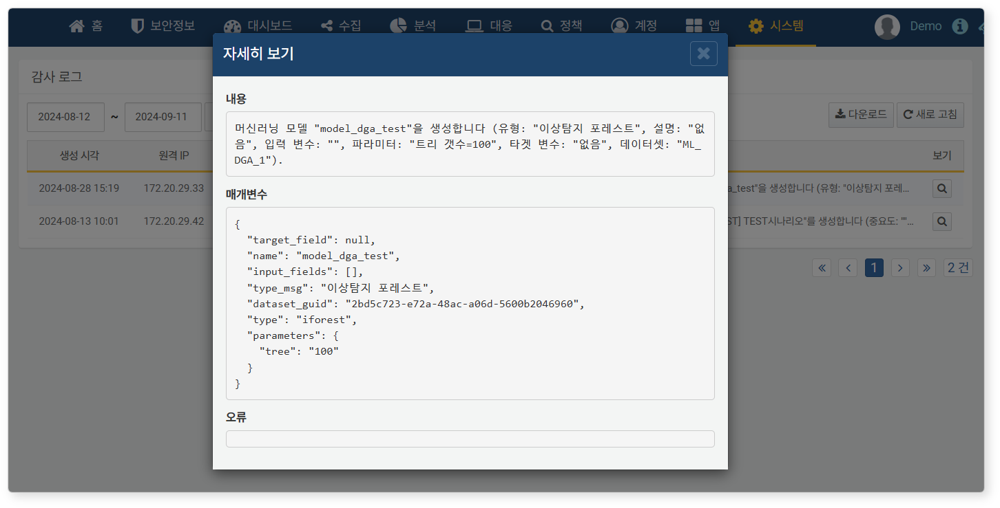 홈 보안정보 대시보드 수집 분석 대응 정책 계정 앱 시스템 Demo
자세히 보기
감사 로그
2024-08-12 ~ 2024-09-11
다운로드 새로 고침
생성 시각 원격 IP 보기
2024-08-28 15:19 172.20.29.33 a_test"을 생성합니다 (유형: "이상탐지 포레...
2024-08-13 10:01 172.20.29.42 ST] TEST시나리오"를 생성합니다 (중요도: ""...
1 2 건
내용
머신러닝 모델 "model_dga_test"을 생성합니다 (유형: "이상탐지 포레스트", 설명: "없
음", 입력 변수: "", 파라미터: "트리 갯수=100", 타겟 변수: "없음", 데이터셋: "ML_
DGA_1").
매개변수
{
  "target_field": null,
  "name": "model_dga_test",
  "input_fields": [],
  "type_msg": "이상탐지 포레스트",
  "dataset_guid": "2bd5c723-e72a-48ac-a06d-5600b2046960",
  "type": "iforest",
  "parameters": {
    "tree": "100"
  }
}
오류